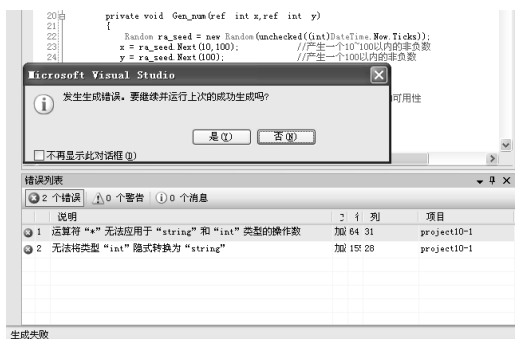 20 private void Gen_num(ref int x,ref int y)
21 {
22 Random ra_seed = new Random(unchecked((int)DateTime.Now.Ticks));
23 x = ra_seed.Next(10,100); //产生一个10~100以内的非负数
24 y = ra_seed.Next(100); //产生一个100以内的非负数
Microsoft Visual Studio
发生生成错误。要继续并运行上次的成功生成吗?
可用性
是(Y) 否(N)
不再显示此对话框(D)
错误列表
2 个错误 0 个警告 0 个消息
说明 列 项目
1 运算符“*”无法应用于“string”和“int”类型的操作数 加 64 31 project10-1
2 无法将类型“int”隐式转换为“string” 加 155 28 project10-1
生成失败